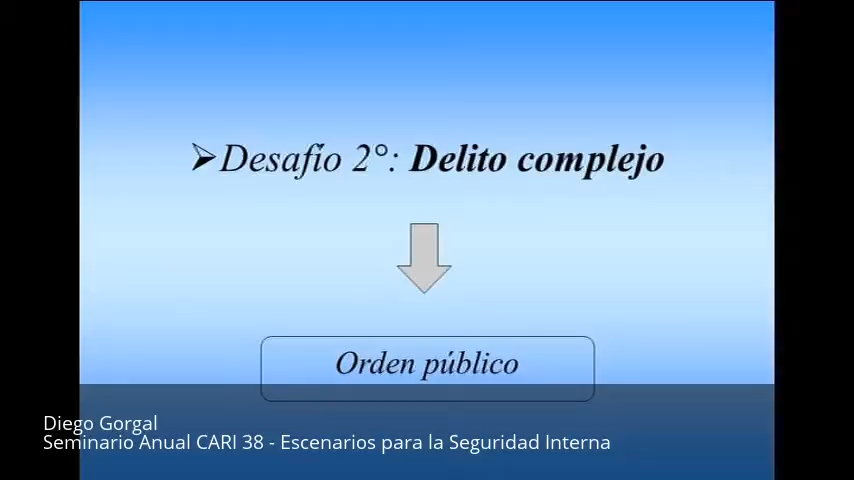 ➢Desafío 2°: Delito complejo
Orden público
Diego Gorgal
Seminario Anual CARI 38 - Escenarios para la Seguridad Interna